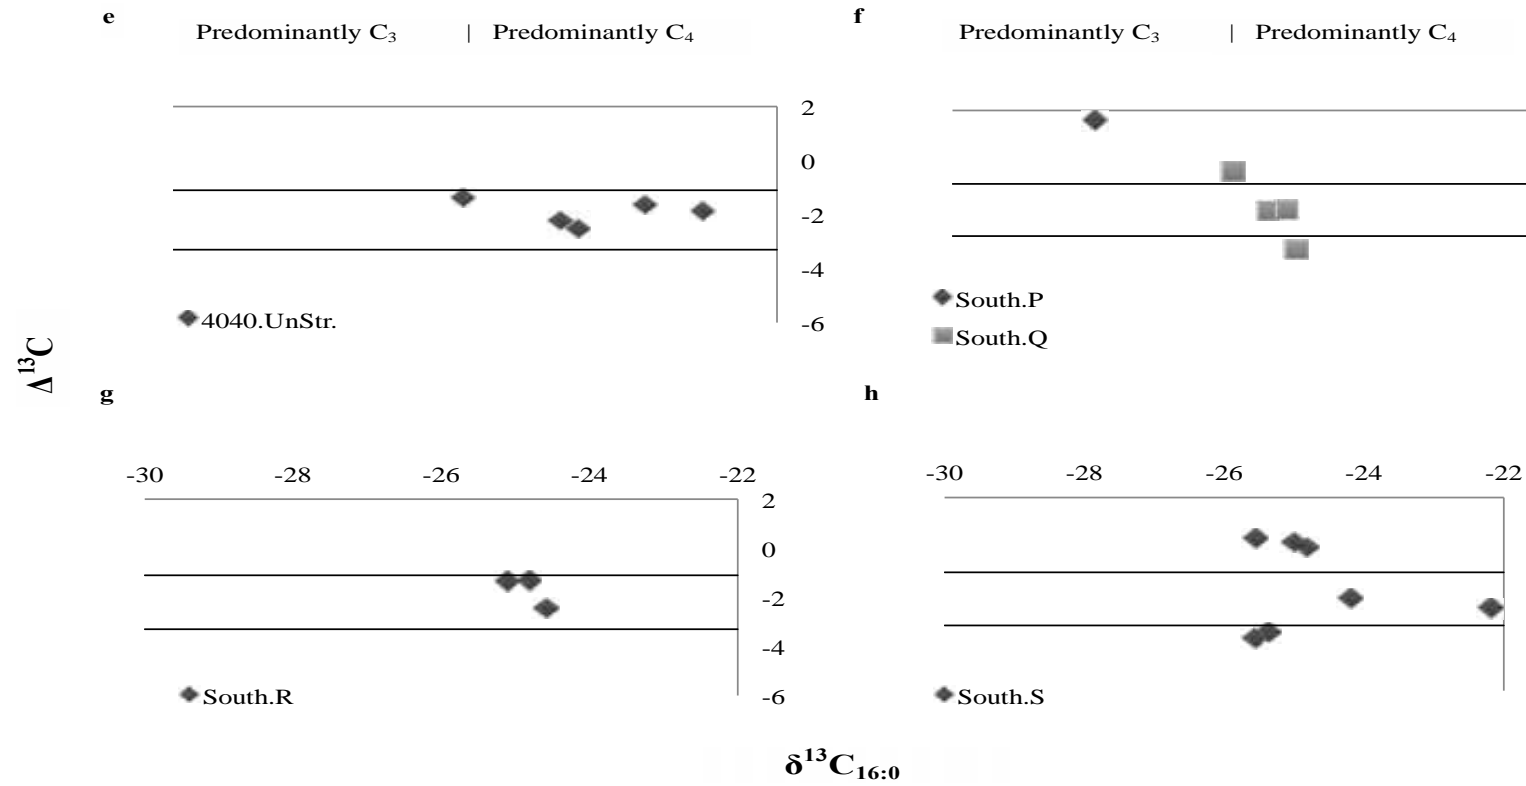 e
Predominantly C₃ | Predominantly C₄
2
0
-2
-4
-6
4040.UnStr.
f
Predominantly C₃ | Predominantly C₄
South.P
South.Q
Δ¹³C
g
-30 -28 -26 -24 -22
2
0
-2
-4
-6
South.R
h
-30 -28 -26 -24 -22
South.S
δ¹³C₁₆:₀